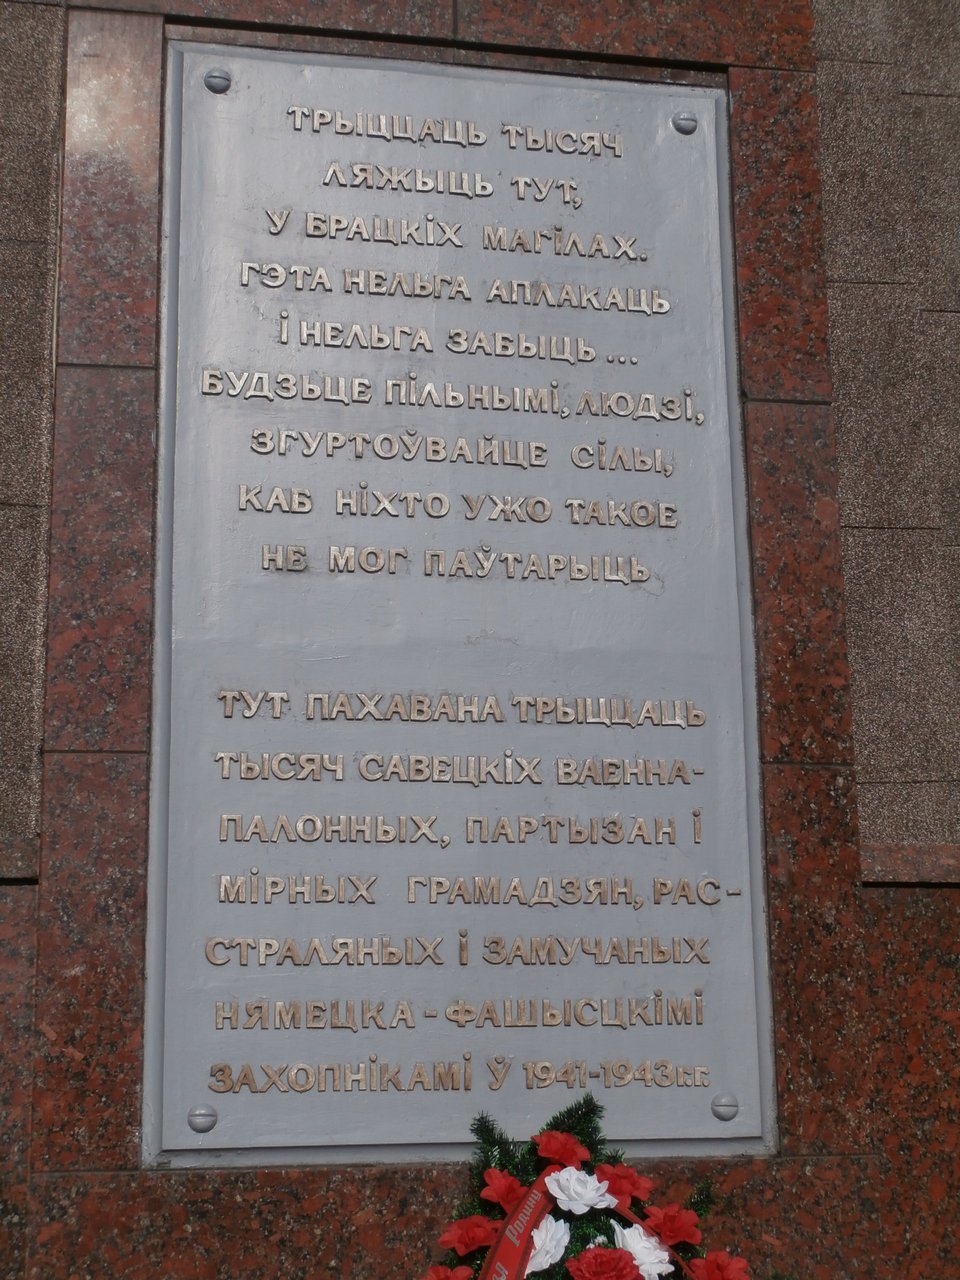 ТРЫЦЦАЦЬ ТЫСЯЧ
ЛЯЖЫЦЬ ТУТ,
У БРАЦКІХ МАГІЛАХ.
ГЭТА НЕЛЬГА АПЛАКАЦЬ
І НЕЛЬГА ЗАБЫЦЬ ...
БУДЗЬЦЕ ПІЛЬНЫМІ, ЛЮДЗІ,
ЗГУРТОЎВАЙЦЕ СІЛЫ,
КАБ НІХТО УЖО ТАКОЕ
НЕ МОГ ПАЎТАРЫЦЬ
ТУТ ПАХАВАНА ТРЫЦЦАЦЬ
ТЫСЯЧ САВЕЦКІХ ВАЕННА-
ПАЛОННЫХ, ПАРТЫЗАН І
МІРНЫХ ГРАМАДЗЯН, РАС-
СТРАЛЯНЫХ І ЗАМУЧАНЫХ
НЯМЕЦКА-ФАШЫСЦКІМІ
ЗАХОПНІКАМІ Ў 1941-1943г.г.
Родину